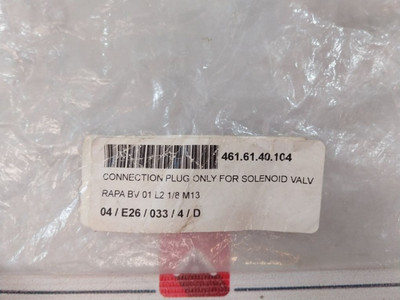 461.61.40.104
CONNECTION PLUG ONLY FOR SOLENOID VALV
RAPA BV 01 L2 1/8 M13
04 / E26 / 033 / 4 / D